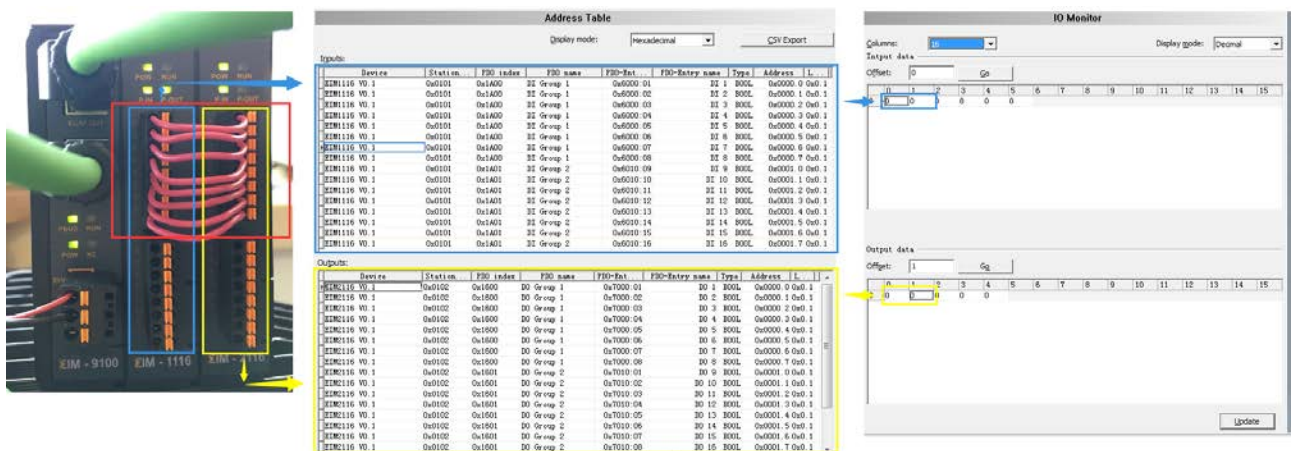 POW RUN
POW RUN
P-IN P-OUT
P-IN P-OUT
POW
EIM - 9100
EIM - 1116
EIM - 2116
Address Table
Display mode: Hexadecimal CSV Export
Inputs:
Device Station... PDO index PDO name PDO-Ent... PDO-Entry name Type Address L...
EIM1116 V0.1 0x0101 0x1A00 DI Group 1 0x6000:01 DI 1 BOOL 0x0000.0 0x0.1
EIM1116 V0.1 0x0101 0x1A00 DI Group 1 0x6000:02 DI 2 BOOL 0x0000.1 0x0.1
EIM1116 V0.1 0x0101 0x1A00 DI Group 1 0x6000:03 DI 3 BOOL 0x0000.2 0x0.1
EIM1116 V0.1 0x0101 0x1A00 DI Group 1 0x6000:04 DI 4 BOOL 0x0000.3 0x0.1
EIM1116 V0.1 0x0101 0x1A00 DI Group 1 0x6000:05 DI 5 BOOL 0x0000.4 0x0.1
EIM1116 V0.1 0x0101 0x1A00 DI Group 1 0x6000:06 DI 6 BOOL 0x0000.5 0x0.1
EIM1116 V0.1 0x0101 0x1A00 DI Group 1 0x6000:07 DI 7 BOOL 0x0000.6 0x0.1
EIM1116 V0.1 0x0101 0x1A00 DI Group 1 0x6000:08 DI 8 BOOL 0x0000.7 0x0.1
EIM1116 V0.1 0x0101 0x1A01 DI Group 2 0x6010:09 DI 9 BOOL 0x0001.0 0x0.1
EIM1116 V0.1 0x0101 0x1A01 DI Group 2 0x6010:10 DI 10 BOOL 0x0001.1 0x0.1
EIM1116 V0.1 0x0101 0x1A01 DI Group 2 0x6010:11 DI 11 BOOL 0x0001.2 0x0.1
EIM1116 V0.1 0x0101 0x1A01 DI Group 2 0x6010:12 DI 12 BOOL 0x0001.3 0x0.1
EIM1116 V0.1 0x0101 0x1A01 DI Group 2 0x6010:13 DI 13 BOOL 0x0001.4 0x0.1
EIM1116 V0.1 0x0101 0x1A01 DI Group 2 0x6010:14 DI 14 BOOL 0x0001.5 0x0.1
EIM1116 V0.1 0x0101 0x1A01 DI Group 2 0x6010:15 DI 15 BOOL 0x0001.6 0x0.1
EIM1116 V0.1 0x0101 0x1A01 DI Group 2 0x6010:16 DI 16 BOOL 0x0001.7 0x0.1
Outputs:
Device Station... PDO index PDO name PDO-Ent... PDO-Entry name Type Address L...
EIM2116 V0.1 0x0102 0x1600 DO Group 1 0x7000:01 DO 1 BOOL 0x0000.0 0x0.1
EIM2116 V0.1 0x0102 0x1600 DO Group 1 0x7000:02 DO 2 BOOL 0x0000.1 0x0.1
EIM2116 V0.1 0x0102 0x1600 DO Group 1 0x7000:03 DO 3 BOOL 0x0000.2 0x0.1
EIM2116 V0.1 0x0102 0x1600 DO Group 1 0x7000:04 DO 4 BOOL 0x0000.3 0x0.1
EIM2116 V0.1 0x0102 0x1600 DO Group 1 0x7000:05 DO 5 BOOL 0x0000.4 0x0.1
EIM2116 V0.1 0x0102 0x1600 DO Group 1 0x7000:06 DO 6 BOOL 0x0000.5 0x0.1
EIM2116 V0.1 0x0102 0x1600 DO Group 1 0x7000:07 DO 7 BOOL 0x0000.6 0x0.1
EIM2116 V0.1 0x0102 0x1600 DO Group 1 0x7000:08 DO 8 BOOL 0x0000.7 0x0.1
EIM2116 V0.1 0x0102 0x1601 DO Group 2 0x7010:01 DO 9 BOOL 0x0001.0 0x0.1
EIM2116 V0.1 0x0102 0x1601 DO Group 2 0x7010:02 DO 10 BOOL 0x0001.1 0x0.1
EIM2116 V0.1 0x0102 0x1601 DO Group 2 0x7010:03 DO 11 BOOL 0x0001.2 0x0.1
EIM2116 V0.1 0x0102 0x1601 DO Group 2 0x7010:04 DO 12 BOOL 0x0001.3 0x0.1
EIM2116 V0.1 0x0102 0x1601 DO Group 2 0x7010:05 DO 13 BOOL 0x0001.4 0x0.1
EIM2116 V0.1 0x0102 0x1601 DO Group 2 0x7010:06 DO 14 BOOL 0x0001.5 0x0.1
EIM2116 V0.1 0x0102 0x1601 DO Group 2 0x7010:07 DO 15 BOOL 0x0001.6 0x0.1
EIM2116 V0.1 0x0102 0x1601 DO Group 2 0x7010:08 DO 16 BOOL 0x0001.7 0x0.1
IO Monitor
Columns: 16 Display mode: Decimal
Intput data
Offset: 0 Go
0 1 2 3 4 5 6 7 8 9 10 11 12 13 14 15
0 0 0 0 0 0
Output data
Offset: 1 Go
0 1 2 3 4 5 6 7 8 9 10 11 12 13 14 15
0 0 0 0 0
Update